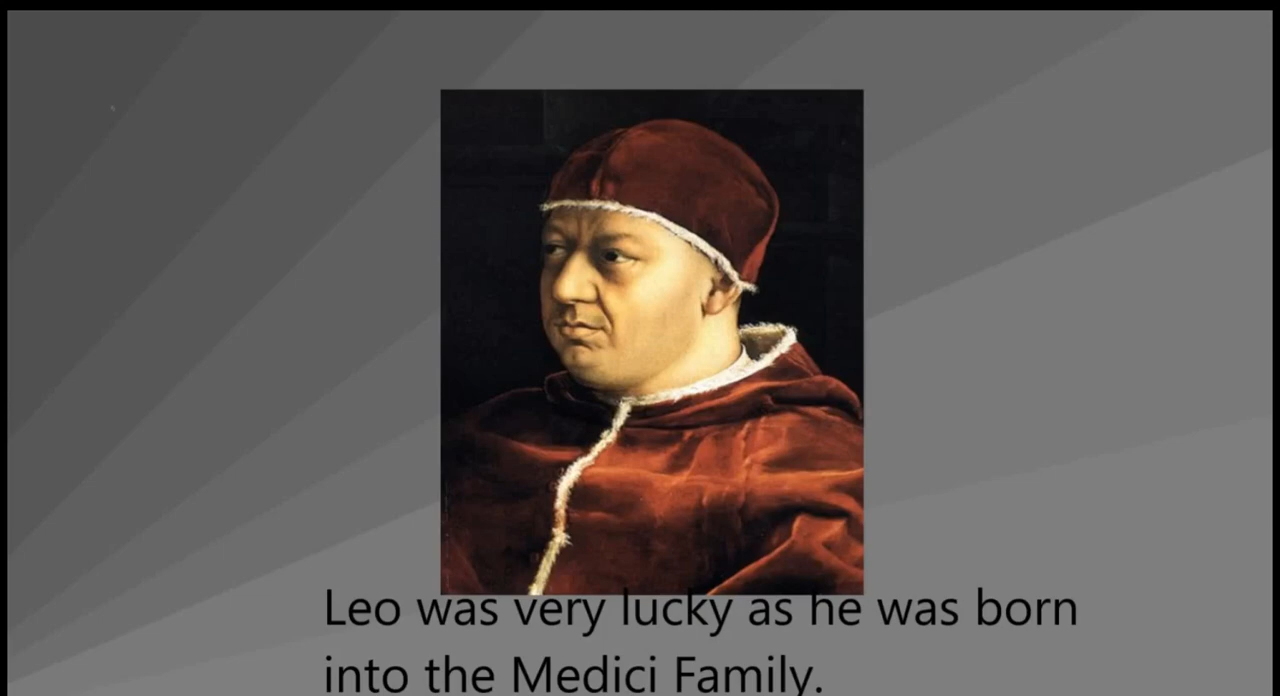 Leo was very lucky as he was born
into the Medici Family.